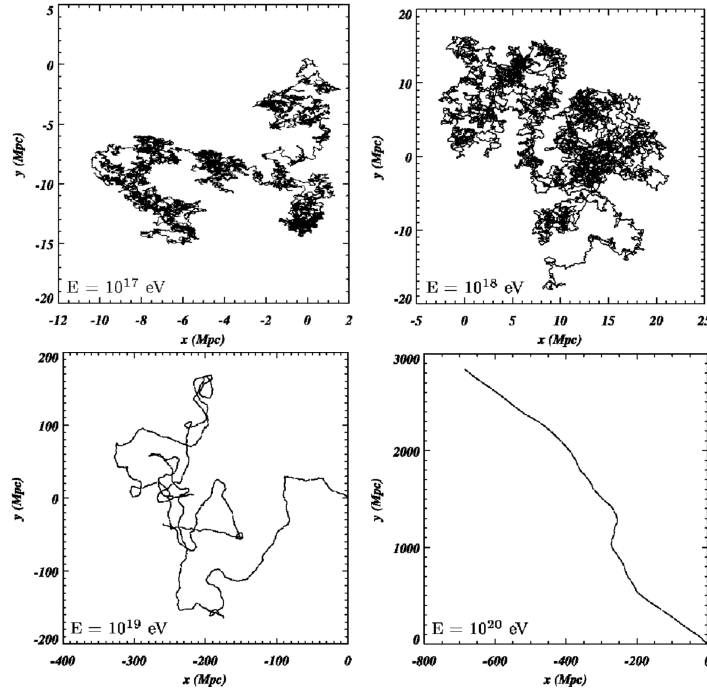 5
0
-5
-10
-15
-20
y (Mpc)
E = 10^17 eV
-12 -10 -8 -6 -4 -2 0 2
x (Mpc)
20
10
0
-10
-20
y (Mpc)
E = 10^18 eV
-5 0 5 10 15 20 25
x (Mpc)
200
100
0
-100
-200
y (Mpc)
E = 10^19 eV
-400 -300 -200 -100 0
x (Mpc)
3000
2000
1000
0
y (Mpc)
E = 10^20 eV
-800 -600 -400 -200 0
x (Mpc)